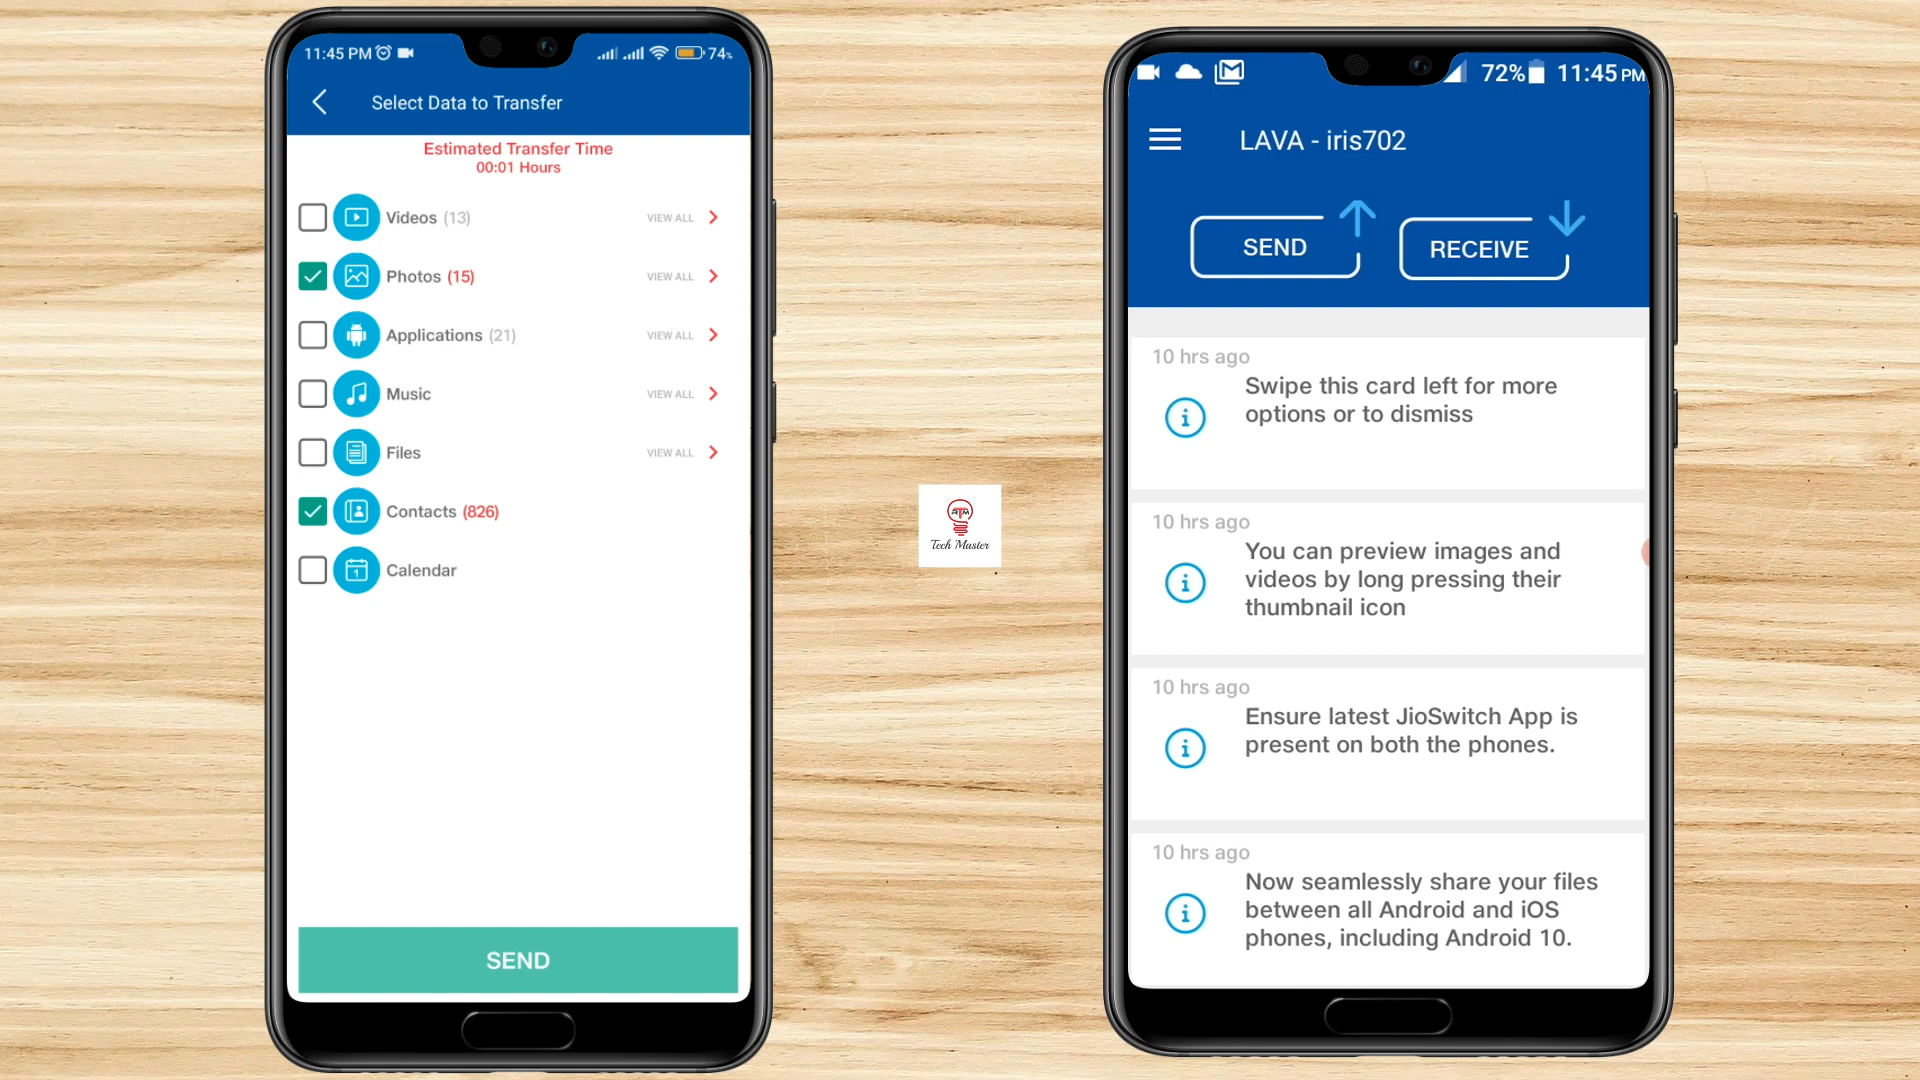 11:45 PM
74%
Select Data to Transfer
Estimated Transfer Time
00:01 Hours
Videos (13) VIEW ALL
Photos (15) VIEW ALL
Applications (21) VIEW ALL
Music VIEW ALL
Files VIEW ALL
Contacts (826)
1 Calendar
SEND
RTM
Tech Master
72% 11:45 PM
LAVA - iris702
SEND RECEIVE
10 hrs ago
Swipe this card left for more
options or to dismiss
10 hrs ago
You can preview images and
videos by long pressing their
thumbnail icon
10 hrs ago
Ensure latest JioSwitch App is
present on both the phones.
10 hrs ago
Now seamlessly share your files
between all Android and iOS
phones, including Android 10.